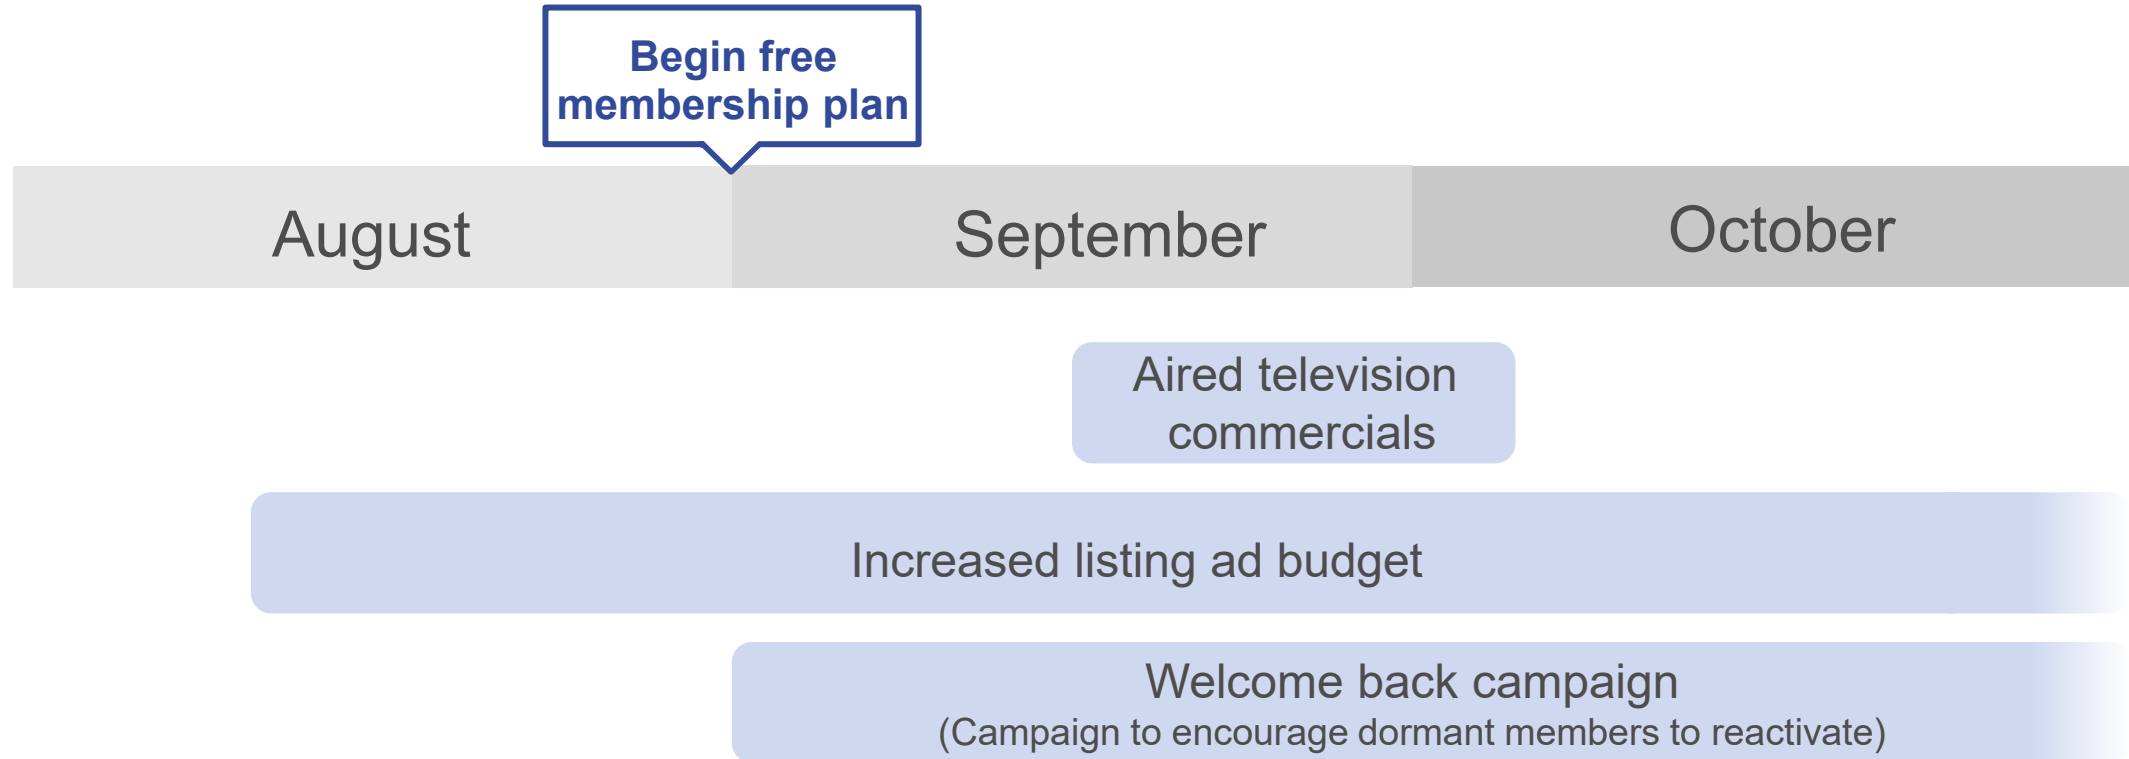 Begin free
membership plan
August
September
October
Aired television
commercials
Increased listing ad budget
Welcome back campaign
(Campaign to encourage dormant members to reactivate)